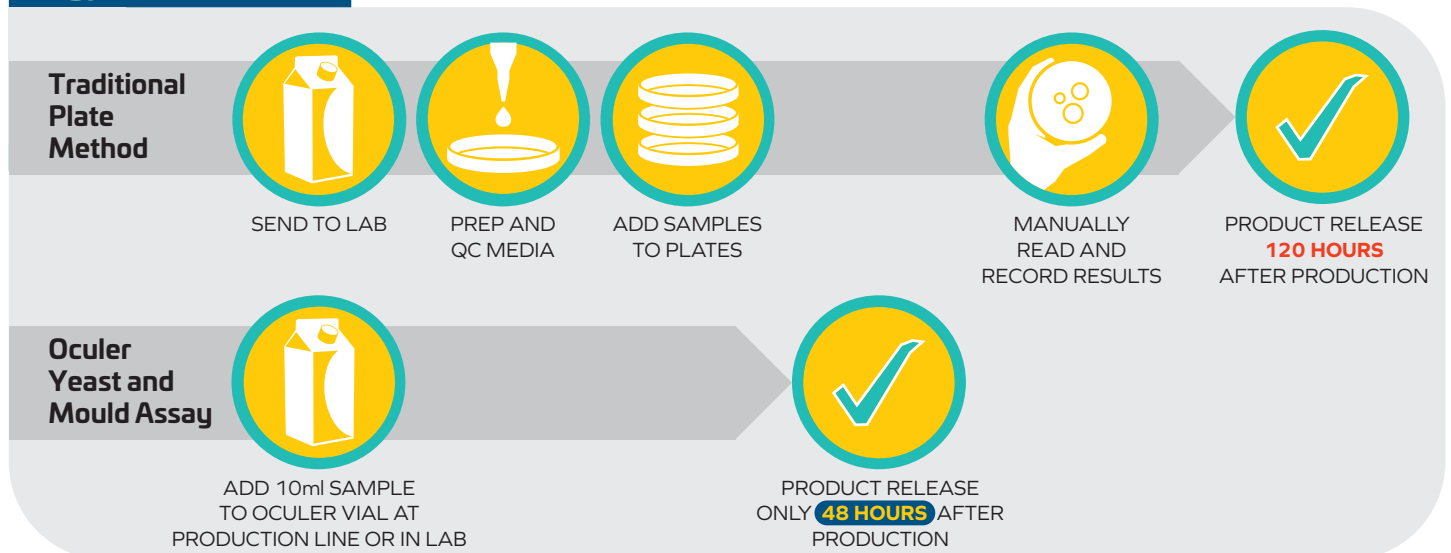 Traditional
Plate
Method
SEND TO LAB
PREP AND
QC MEDIA
ADD SAMPLES
TO PLATES
MANUALLY
READ AND
RECORD RESULTS
PRODUCT RELEASE
120 HOURS
AFTER PRODUCTION
Oculer
Yeast and
Mould Assay
ADD 10ml SAMPLE
TO OCULER VIAL AT
PRODUCTION LINE OR IN LAB
PRODUCT RELEASE
ONLY 48 HOURS AFTER
PRODUCTION